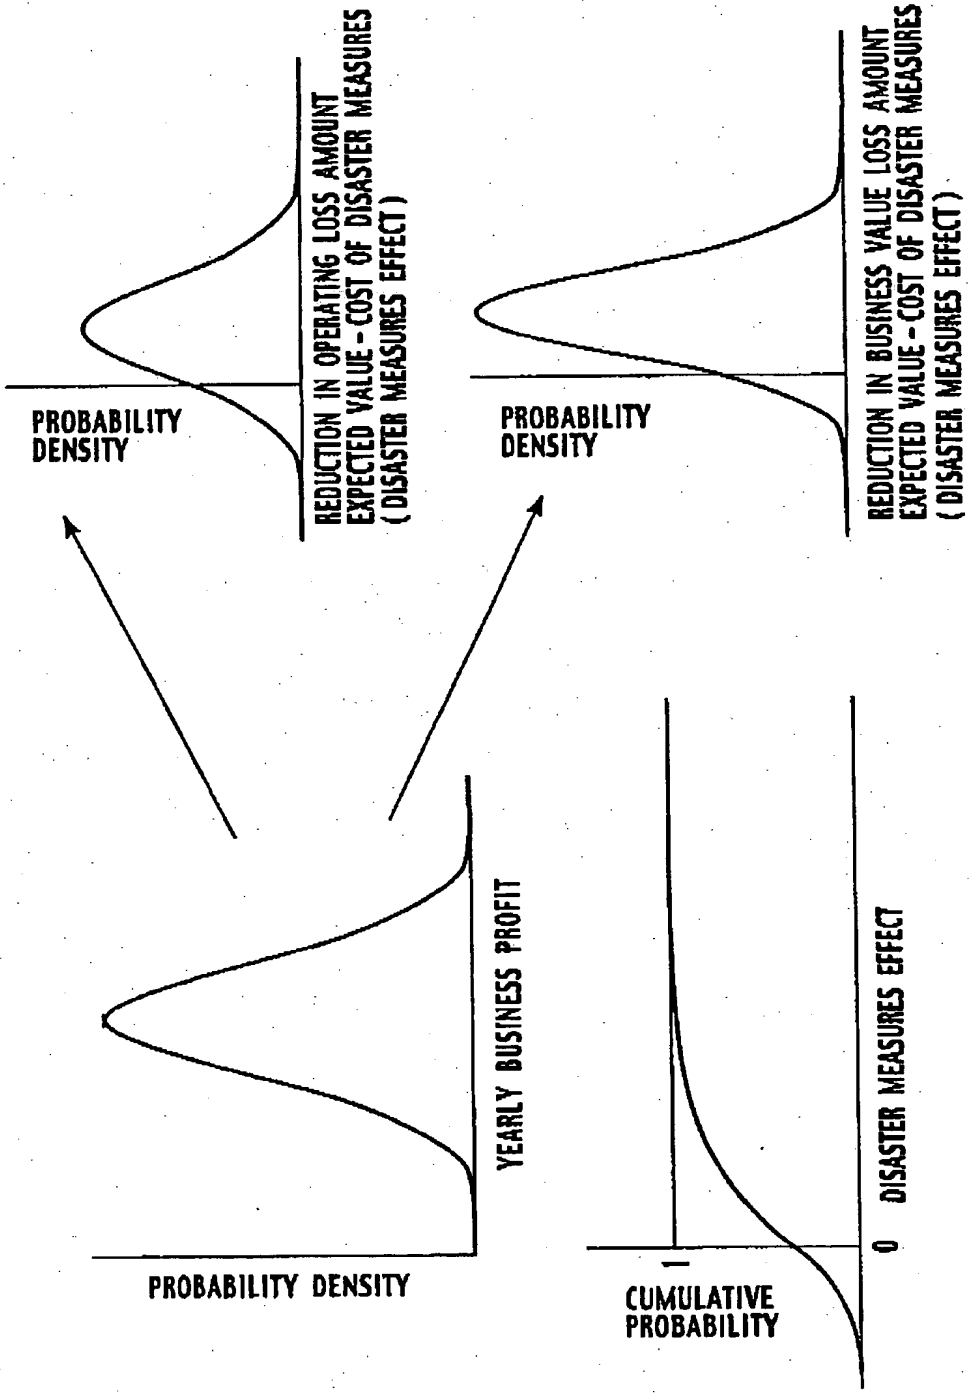 PROBABILITY DENSITY
YEARLY BUSINESS PROFIT
PROBABILITY
DENSITY
REDUCTION IN OPERATING LOSS AMOUNT
EXPECTED VALUE - COST OF DISASTER MEASURES
( DISASTER MEASURES EFFECT )
CUMULATIVE
PROBABILITY
1
0
DISASTER MEASURES EFFECT
PROBABILITY
DENSITY
REDUCTION IN BUSINESS VALUE LOSS AMOUNT
EXPECTED VALUE - COST OF DISASTER MEASURES
( DISASTER MEASURES EFFECT )